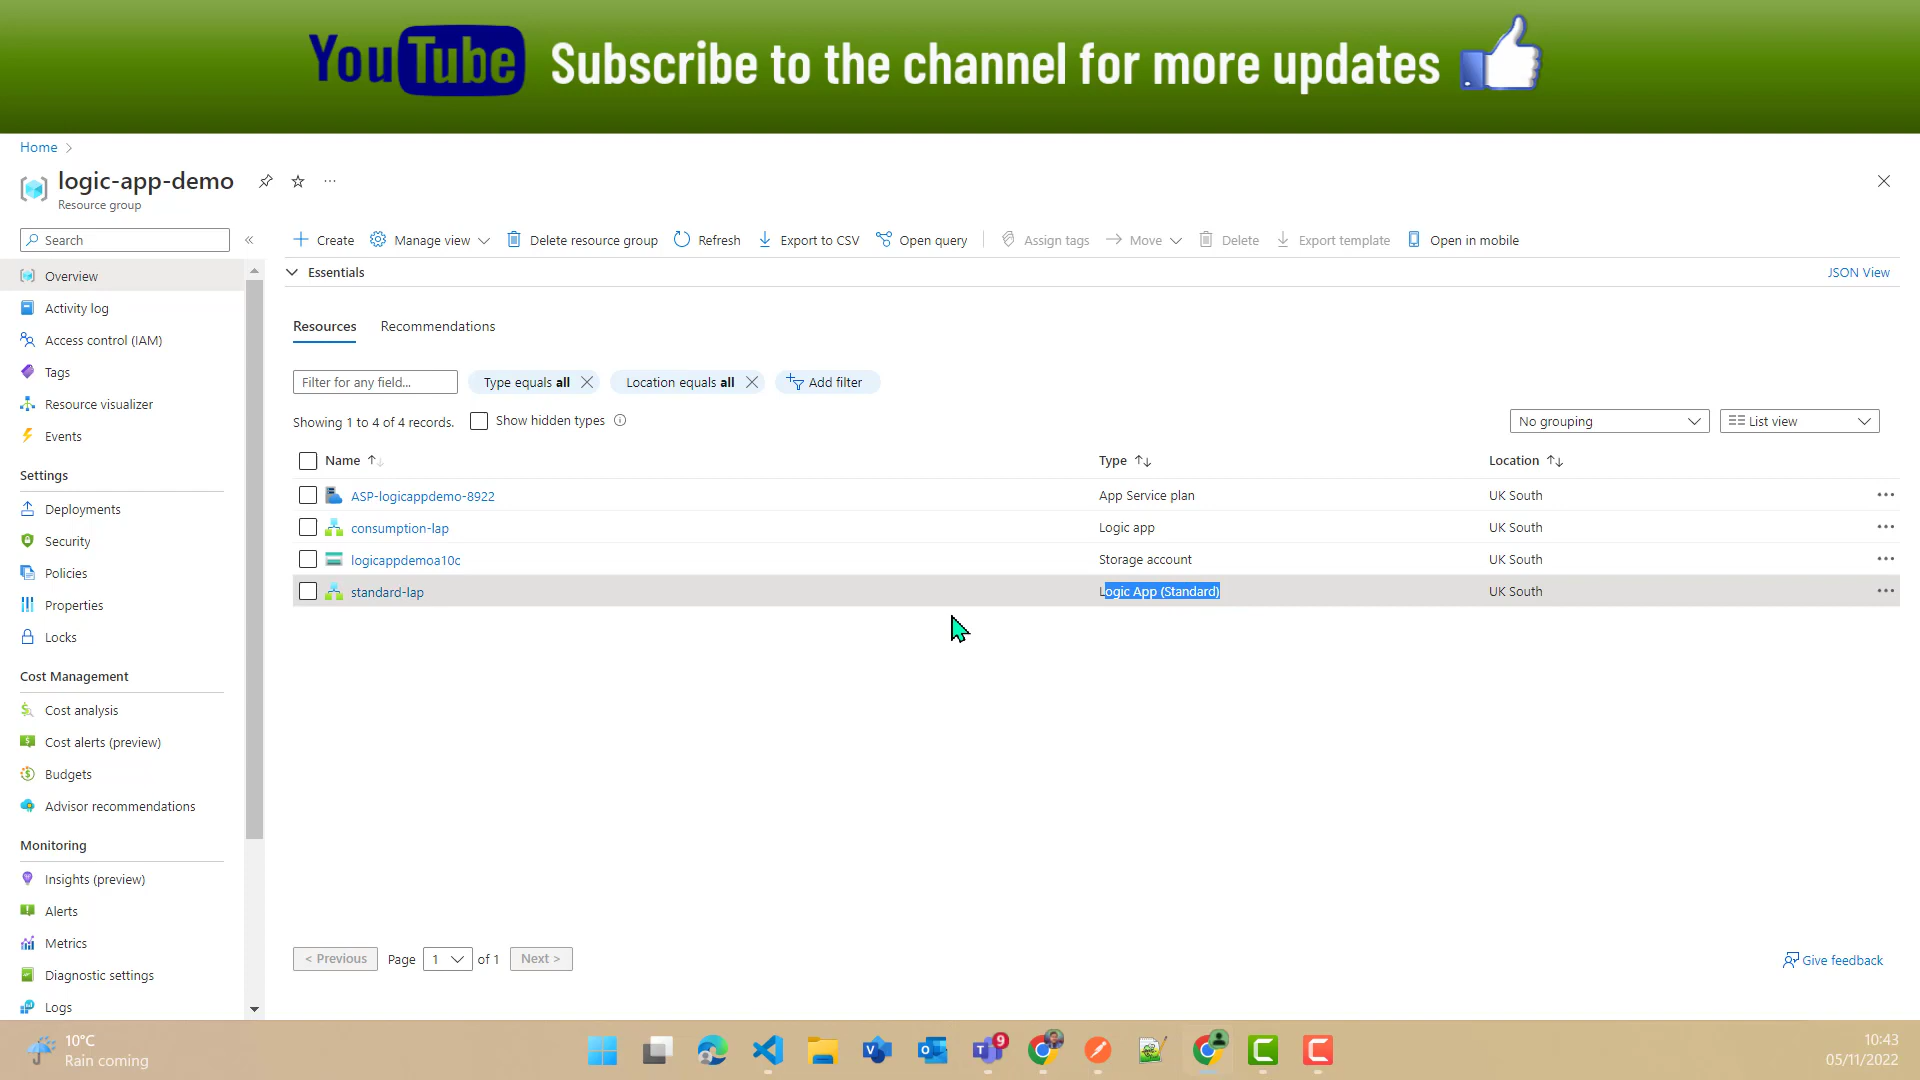 YouTube Subscribe to the channel for more updates
Home
logic-app-demo
Resource group
Search
Create Manage view Delete resource group Refresh Export to CSV Open query Assign tags Move Delete Export template Open in mobile
Essentials
JSON View
Overview
Activity log
Access control (IAM)
Tags
Resource visualizer
Events
Settings
Deployments
Security
Policies
Properties
Locks
Cost Management
Cost analysis
Cost alerts (preview)
Budgets
Advisor recommendations
Monitoring
Insights (preview)
Alerts
Metrics
Diagnostic settings
Logs
Resources Recommendations
Filter for any field... Type equals all Location equals all Add filter
Showing 1 to 4 of 4 records. Show hidden types No grouping List view
Name Type Location
ASP-logicappdemo-8922 App Service plan UK South
consumption-lap Logic app UK South
logicappdemoa10c Storage account UK South
standard-lap Logic App (Standard) UK South
< Previous Page 1 of 1 Next >
Give feedback
10°C
Rain coming
9
10:43
05/11/2022